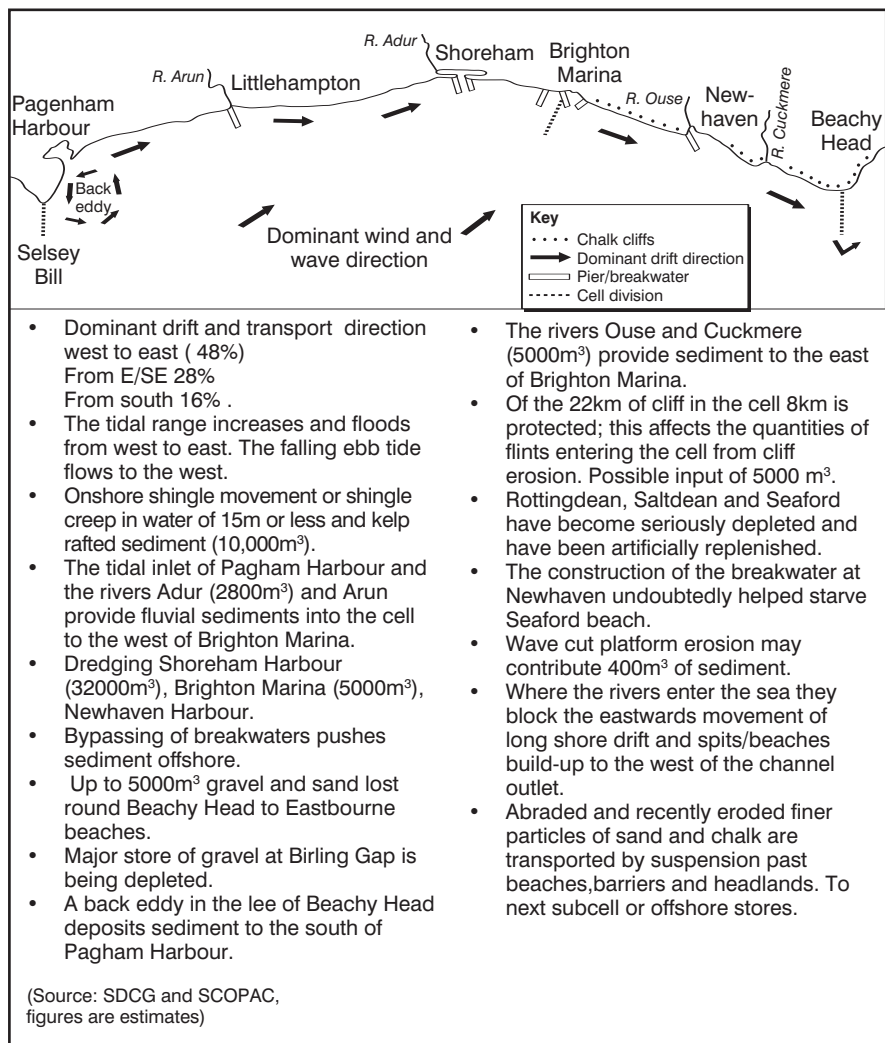 R. Adur
Shoreham
Brighton
Marina
R. Arun
Littlehampton
R. Ouse
New-
haven
R. Cuckmere
Pagenham
Harbour
Beachy
Head
Back
eddy
Selsey
Bill
Dominant wind and
wave direction
Key
Chalk cliffs
Dominant drift direction
Pier/breakwater
Cell division
• Dominant drift and transport direction
west to east ( 48%)
From E/SE 28%
From south 16% .
• The tidal range increases and floods
from west to east. The falling ebb tide
flows to the west.
• Onshore shingle movement or shingle
creep in water of 15m or less and kelp
rafted sediment (10,000m³).
• The tidal inlet of Pagham Harbour and
the rivers Adur (2800m³) and Arun
provide fluvial sediments into the cell
to the west of Brighton Marina.
• Dredging Shoreham Harbour
(32000m³), Brighton Marina (5000m³),
Newhaven Harbour.
• Bypassing of breakwaters pushes
sediment offshore.
• Up to 5000m³ gravel and sand lost
round Beachy Head to Eastbourne
beaches.
• Major store of gravel at Birling Gap is
being depleted.
• A back eddy in the lee of Beachy Head
deposits sediment to the south of
Pagham Harbour.
(Source: SDCG and SCOPAC,
figures are estimates)
• The rivers Ouse and Cuckmere
(5000m³) provide sediment to the east
of Brighton Marina.
• Of the 22km of cliff in the cell 8km is
protected; this affects the quantities of
flints entering the cell from cliff
erosion. Possible input of 5000 m³.
• Rottingdean, Saltdean and Seaford
have become seriously depleted and
have been artificially replenished.
• The construction of the breakwater at
Newhaven undoubtedly helped starve
Seaford beach.
• Wave cut platform erosion may
contribute 400m³ of sediment.
• Where the rivers enter the sea they
block the eastwards movement of
long shore drift and spits/beaches
build-up to the west of the channel
outlet.
• Abraded and recently eroded finer
particles of sand and chalk are
transported by suspension past
beaches,barriers and headlands. To
next subcell or offshore stores.